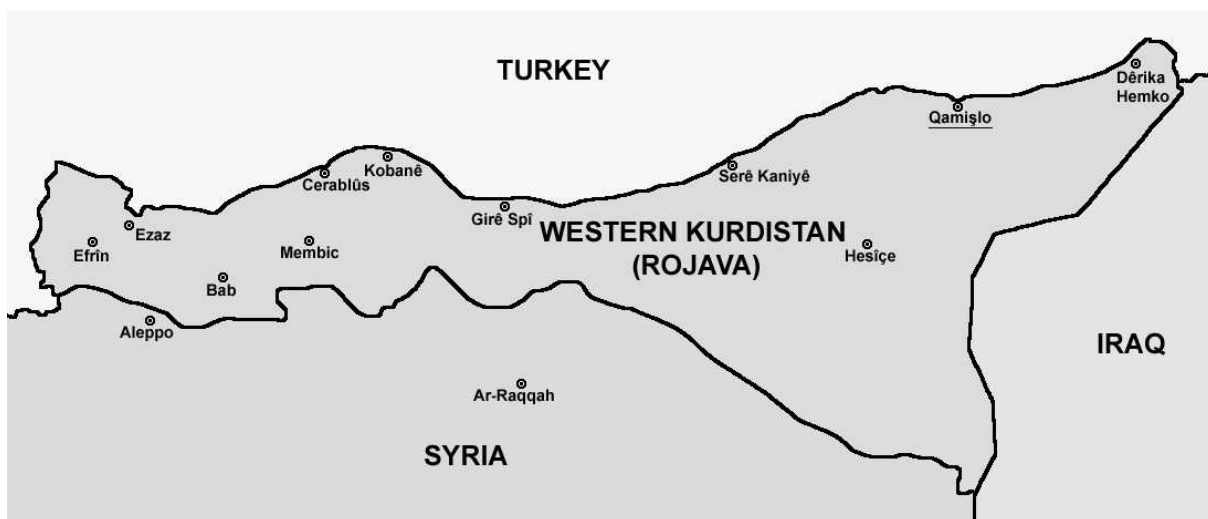 TURKEY
Dêrika
Hemko
Qamişlo
Kobanê
Cerablûs
Serê Kaniyê
Girê Spî
Ezaz
Efrîn
Membic
WESTERN KURDISTAN
(ROJAVA)
Hesîçe
Bab
Aleppo
IRAQ
Ar-Raqqah
SYRIA